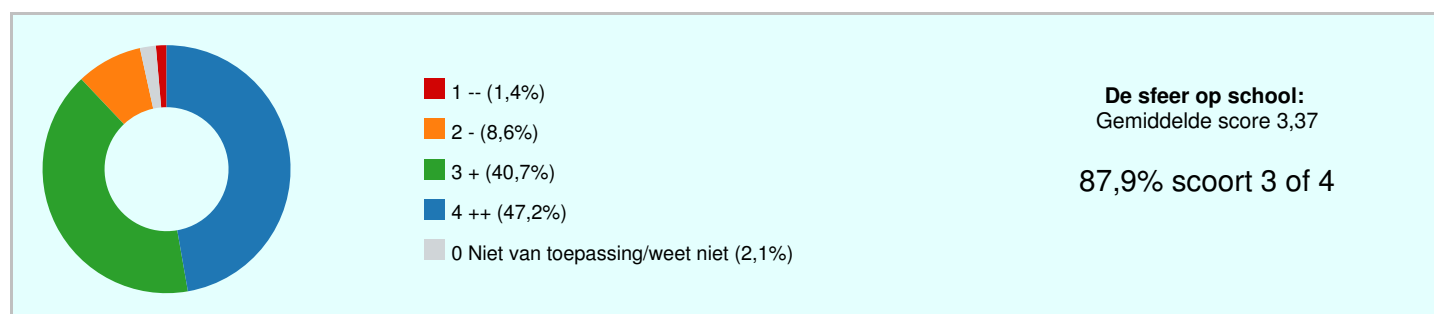 1 -- (1,4%)
2 - (8,6%)
3 + (40,7%)
4 ++ (47,2%)
0 Niet van toepassing/weet niet (2,1%)
De sfeer op school:
Gemiddelde score 3,37
87,9% scoort 3 of 4